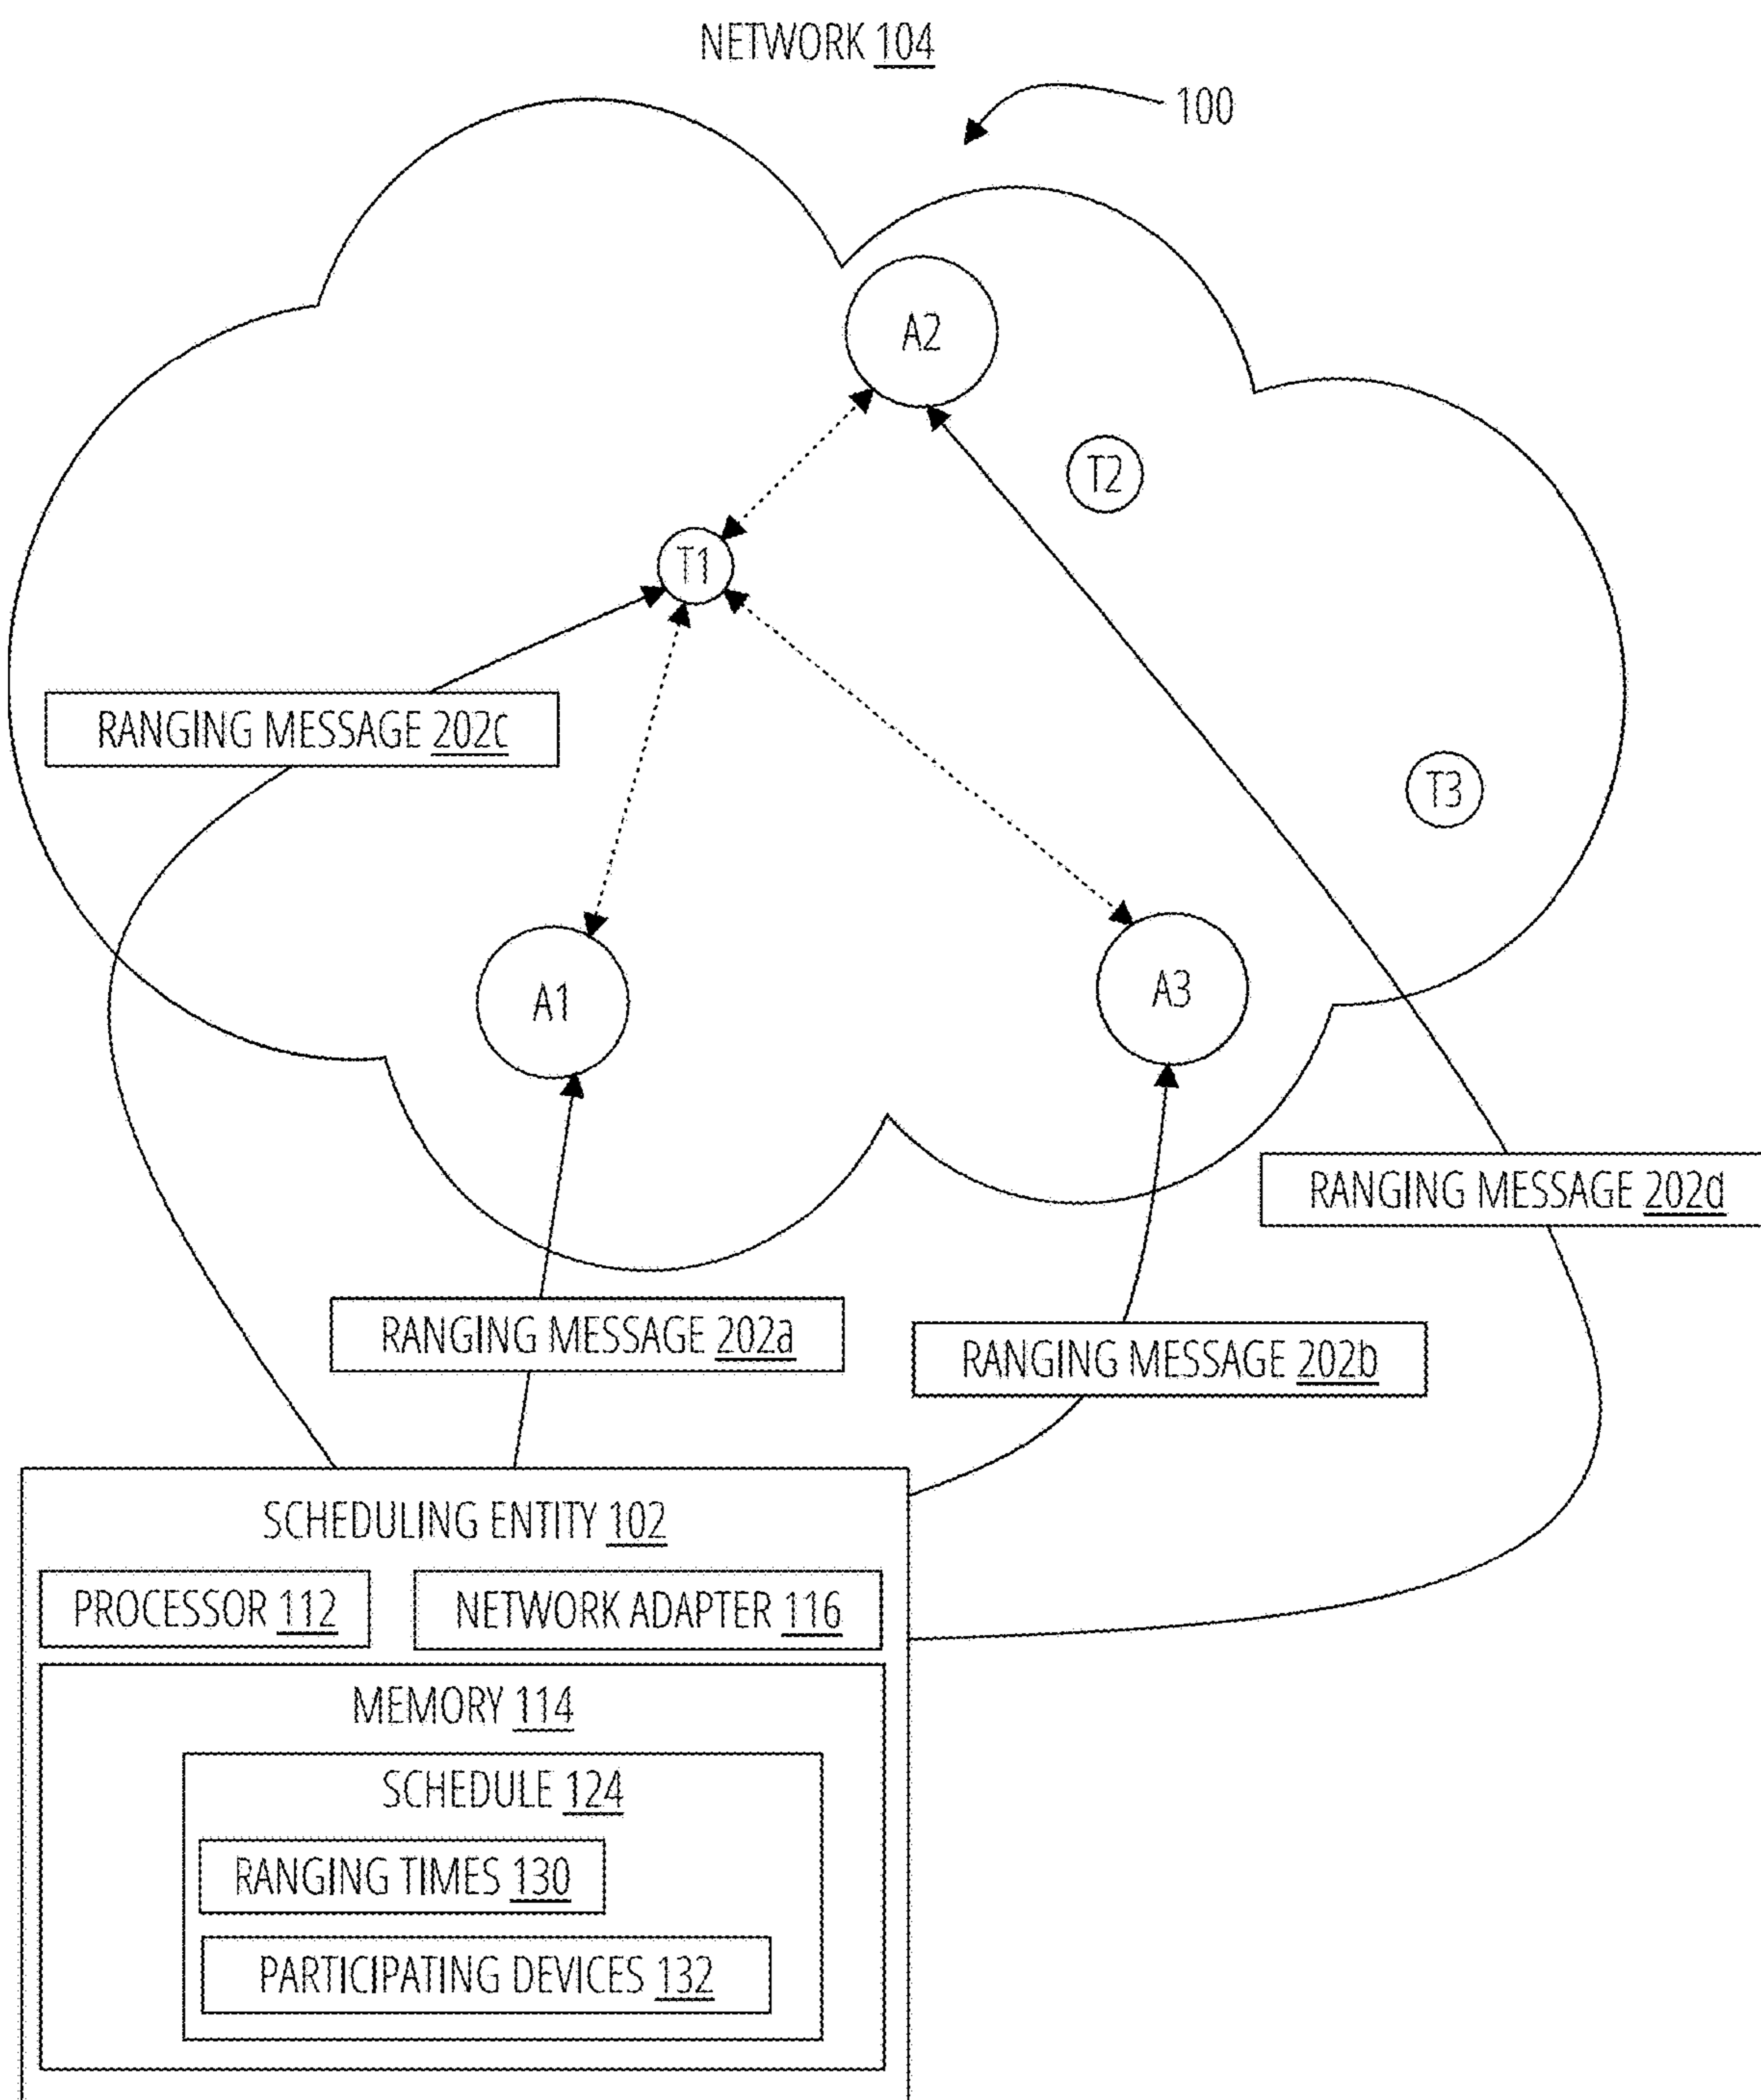 NETWORK 104
100
A2
T2
T1
RANGING MESSAGE 202c
T3
A1
A3
RANGING MESSAGE 202d
RANGING MESSAGE 202a
RANGING MESSAGE 202b
SCHEDULING ENTITY 102
PROCESSOR 112
NETWORK ADAPTER 116
MEMORY 114
SCHEDULE 124
RANGING TIMES 130
PARTICIPATING DEVICES 132